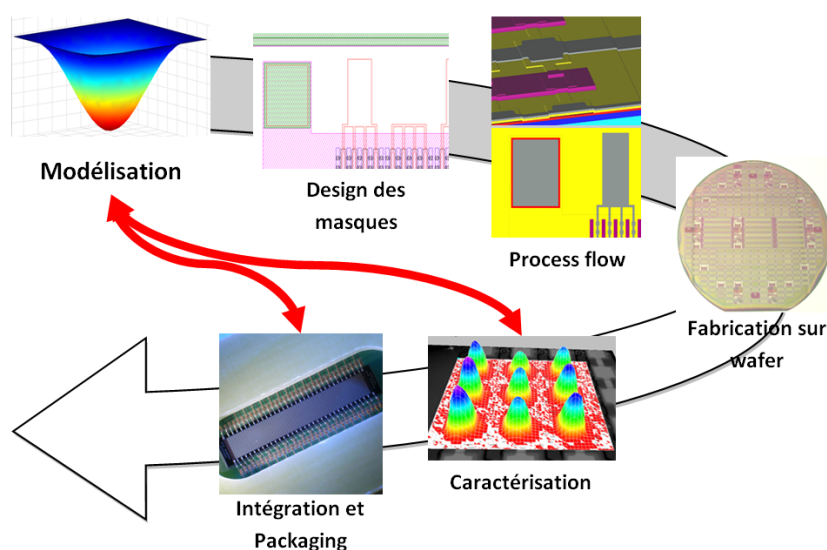 Modélisation
Design des
masques
Process flow
Fabrication sur
wafer
Caractérisation
Intégration et
Packaging